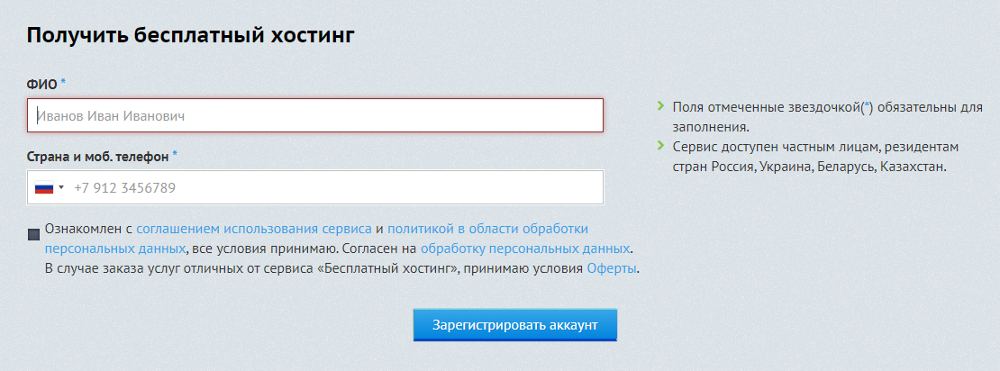 Получить бесплатный хостинг
ФИО *
Иванов Иван Иванович
Страна и моб. телефон *
+7 912 3456789
Ознакомлен с соглашением использования сервиса и политикой в области обработки
персональных данных, все условия принимаю. Согласен на обработку персональных данных.
В случае заказа услуг отличных от сервиса «Бесплатный хостинг», принимаю условия Оферты.
Зарегистрировать аккаунт
Поля отмеченные звездочкой(*) обязательны для
заполнения.
Сервис доступен частным лицам, резидентам
стран Россия, Украина, Беларусь, Казахстан.